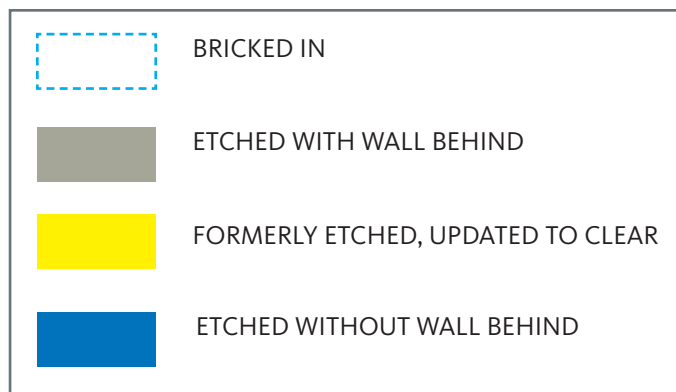 BRICKED IN
ETCHED WITH WALL BEHIND
FORMERLY ETCHED, UPDATED TO CLEAR
ETCHED WITHOUT WALL BEHIND